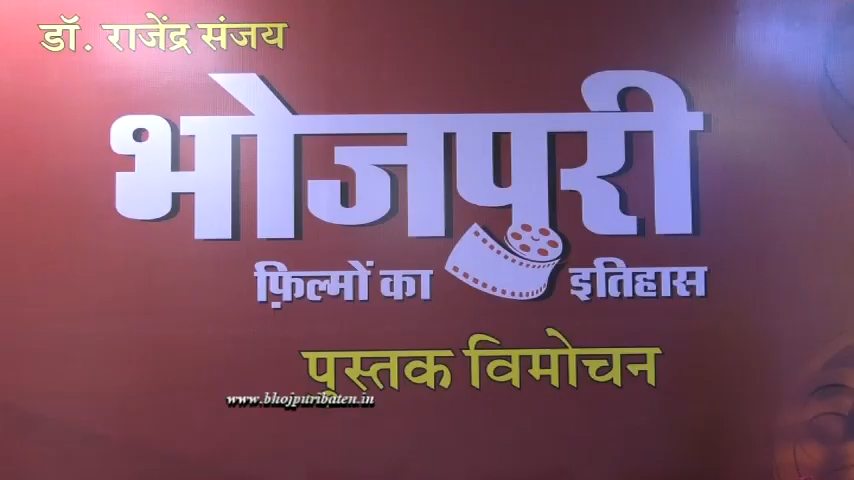 डॉ. राजेंद्र संजय
भोजपुरी
फ़िल्मों का इतिहास
पुस्तक विमोचन
www.bhojpuribaten.in